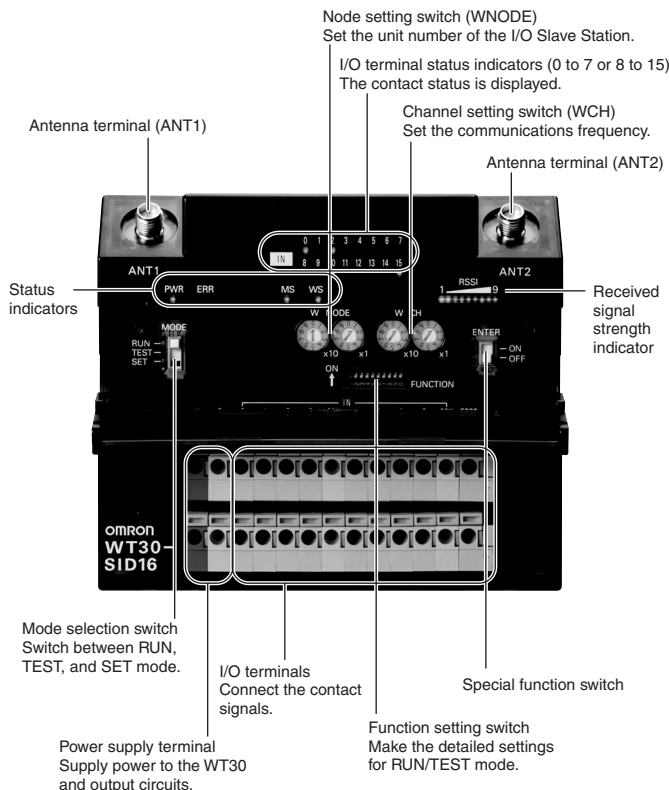 Node setting switch (WNODE)
Set the unit number of the I/O Slave Station.
I/O terminal status indicators (0 to 7 or 8 to 15)
The contact status is displayed.
Antenna terminal (ANT1)
Channel setting switch (WCH)
Set the communications frequency.
Antenna terminal (ANT2)
0 1 2 3 4 5 6 7
IN
8 9 10 11 12 13 14 15
ANT1
ANT2
Status
indicators
PWR ERR MS WS
RSSI
1 9
Received
signal
strength
indicator
MODE
RUN
TEST
SET
W NODE
x10 x1
W CH
x10 x1
ENTER
ON
OFF
ON
FUNCTION
IN
OMRON
WT30-
SID16
Mode selection switch
Switch between RUN,
TEST, and SET mode.
I/O terminals
Connect the contact
signals.
Special function switch
Power supply terminal
Supply power to the WT30
and output circuits.
Function setting switch
Make the detailed settings
for RUN/TEST mode.